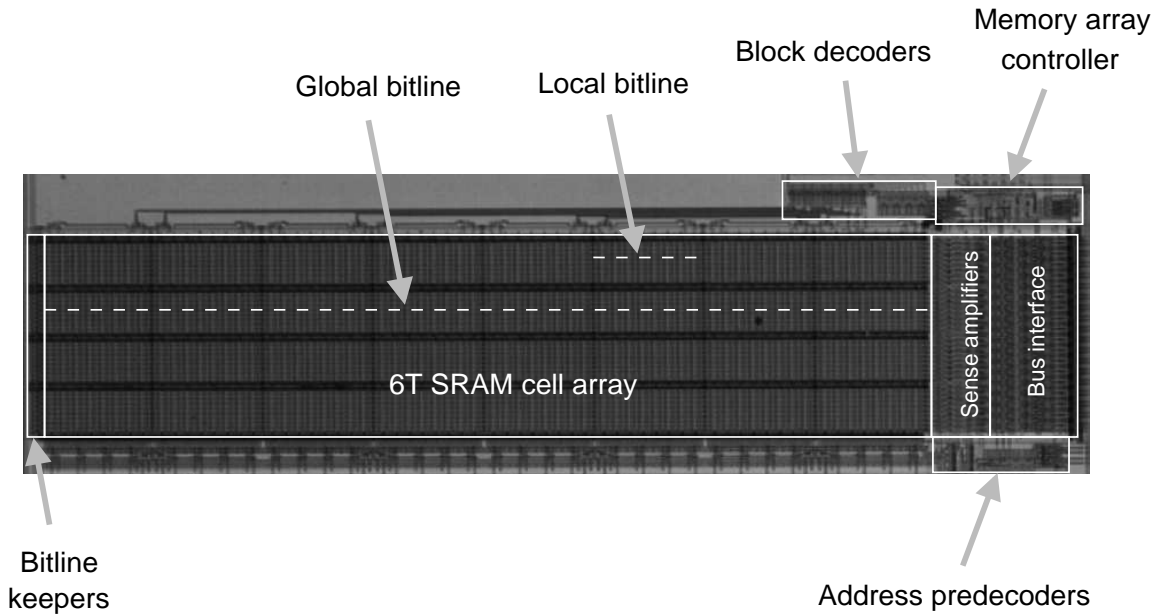 Memory array
controller
Block decoders
Global bitline
Local bitline
Sense amplifiers
Bus interface
6T SRAM cell array
Bitline
keepers
Address predecoders